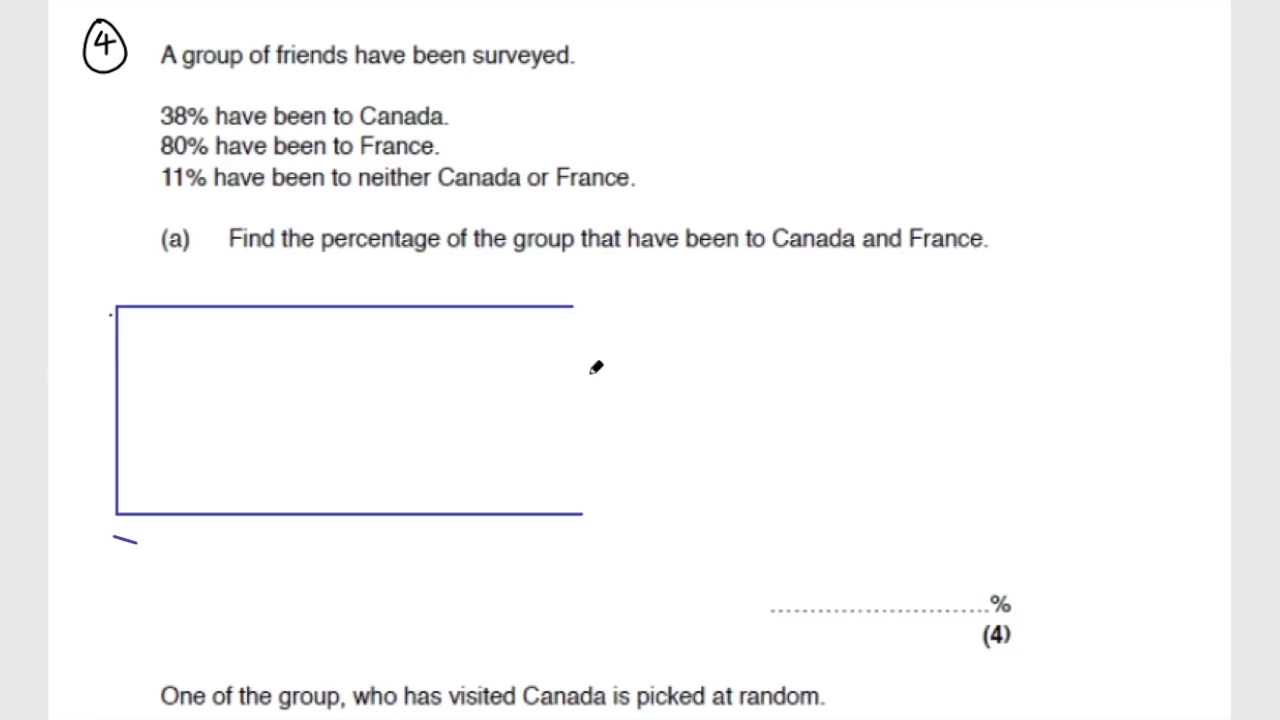 4
A group of friends have been surveyed.
38% have been to Canada.
80% have been to France.
11% have been to neither Canada or France.
(a) Find the percentage of the group that have been to Canada and France.
..........................%
(4)
One of the group, who has visited Canada is picked at random.